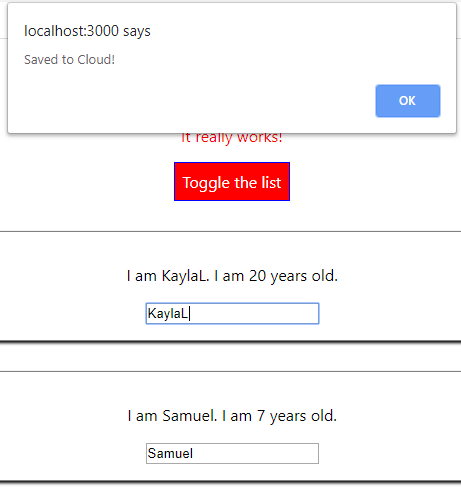 localhost:3000 says
Saved to Cloud!
OK
It really works!
Toggle the list
I am KaylaL. I am 20 years old.
KaylaL
I am Samuel. I am 7 years old.
Samuel